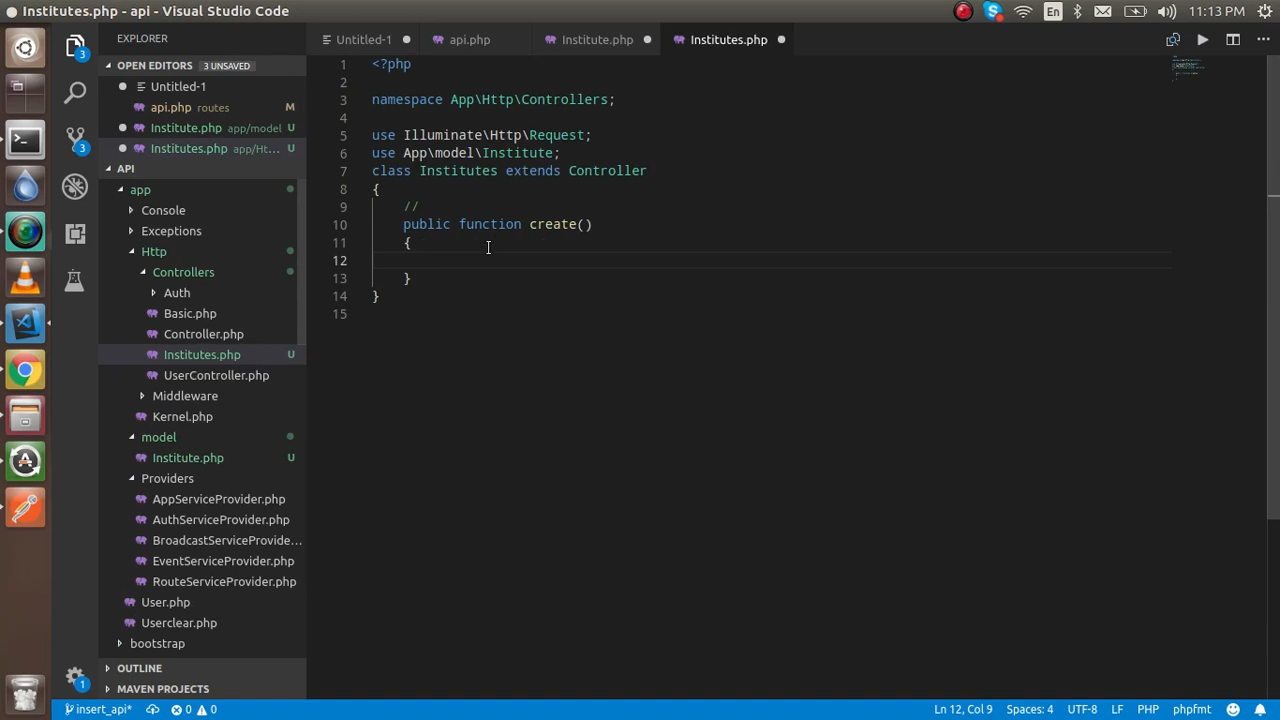 Institutes.php - api - Visual Studio Code
En
11:13 PM
EXPLORER
Untitled-1
api.php
Institute.php
Institutes.php
OPEN EDITORS 3 UNSAVED
Untitled-1
api.php routes M
Institute.php app/model U
Institutes.php app/Ht... U
API
app
Console
Exceptions
Http
Controllers
Auth
Basic.php
Controller.php
Institutes.php U
UserController.php
Middleware
Kernel.php
model
Institute.php U
Providers
AppServiceProvider.php
AuthServiceProvider.php
BroadcastServiceProvide...
EventServiceProvider.php
RouteServiceProvider.php
User.php
Userclear.php
bootstrap
OUTLINE
MAVEN PROJECTS
3
3
1
1 <?php
2
3 namespace App\Http\Controllers;
4
5 use Illuminate\Http\Request;
6 use App\model\Institute;
7 class Institutes extends Controller
8 {
9 //
10 public function create()
11 {
12
13 }
14 }
15
insert_api* 0 0
Ln 12, Col 9 Spaces: 4 UTF-8 LF PHP phpfmt